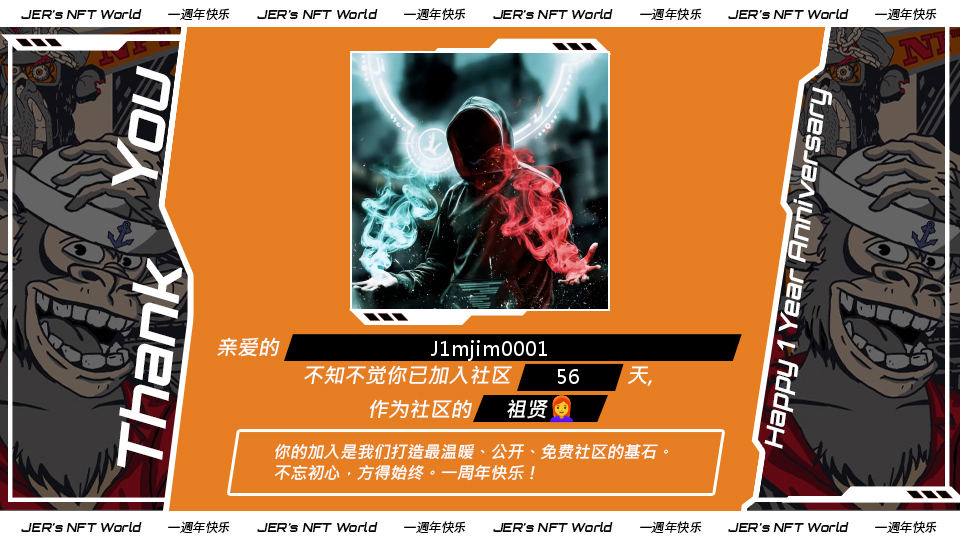 JER's NFT World 一週年快乐 JER's NFT World 一週年快乐 JER's NFT World 一週年快乐 JER's NFT World 一週年快乐
Thank You
亲爱的 J1mjim0001
不知不觉你已加入社区 56 天,
作为社区的 祖贤👩‍🦰
你的加入是我们打造最温暖、公开、免费社区的基石。
不忘初心，方得始终。一周年快乐！
Happy 1 Year Anniversary
JER's NFT World 一週年快乐 JER's NFT World 一週年快乐 JER's NFT World 一週年快乐 JER's NFT World 一週年快乐